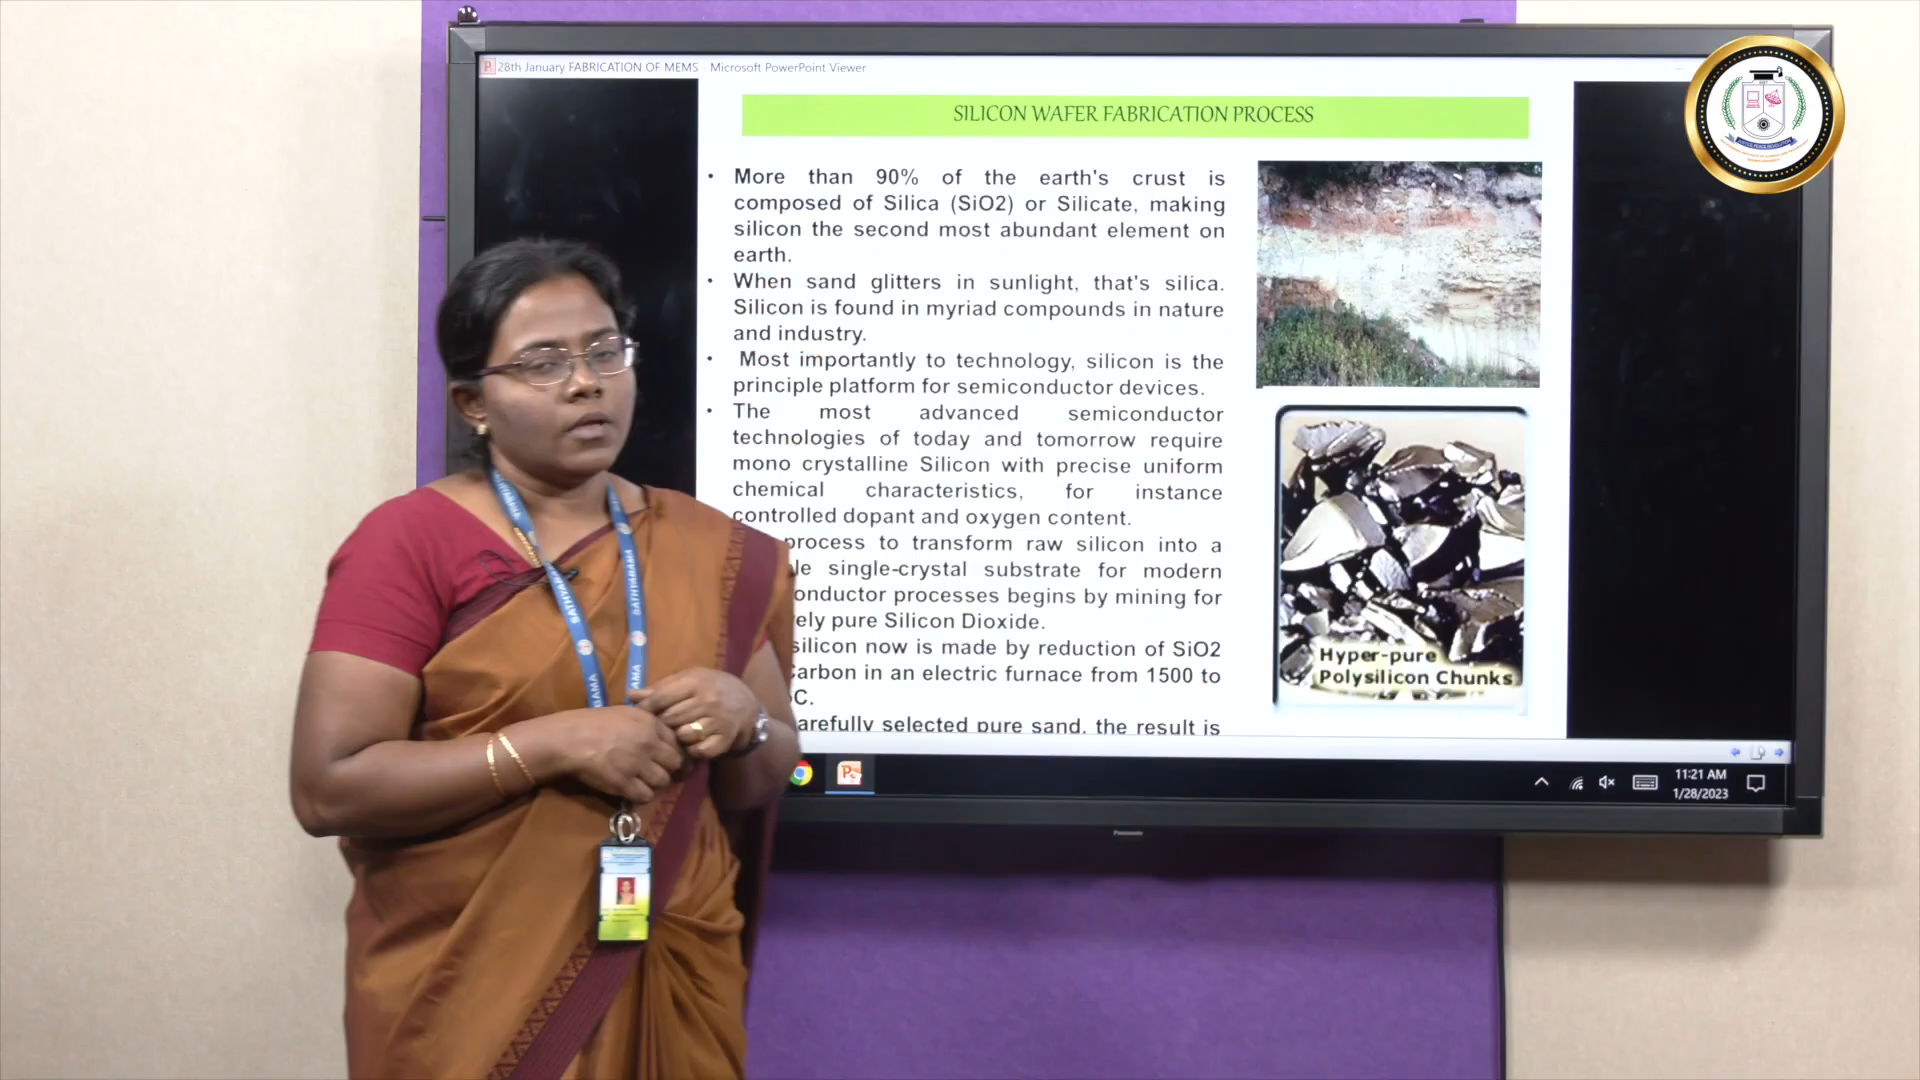 28th January FABRICATION OF MEMS - Microsoft PowerPoint Viewer
SILICON WAFER FABRICATION PROCESS
• More than 90% of the earth's crust is
composed of Silica (SiO2) or Silicate, making
silicon the second most abundant element on
earth.
• When sand glitters in sunlight, that's silica.
Silicon is found in myriad compounds in nature
and industry.
• Most importantly to technology, silicon is the
principle platform for semiconductor devices.
• The most advanced semiconductor
technologies of today and tomorrow require
mono crystalline Silicon with precise uniform
chemical characteristics, for instance
controlled dopant and oxygen content.
process to transform raw silicon into a
single-crystal substrate for modern
processes begins by mining for
pure Silicon Dioxide.
silicon now is made by reduction of SiO2
Carbon in an electric furnace from 1500 to
selected pure sand, the result is
Hyper-pure
Polysilicon Chunks
SATHYABAMA
SATHYABAMA
11:21 AM
1/28/2023
Panasonic